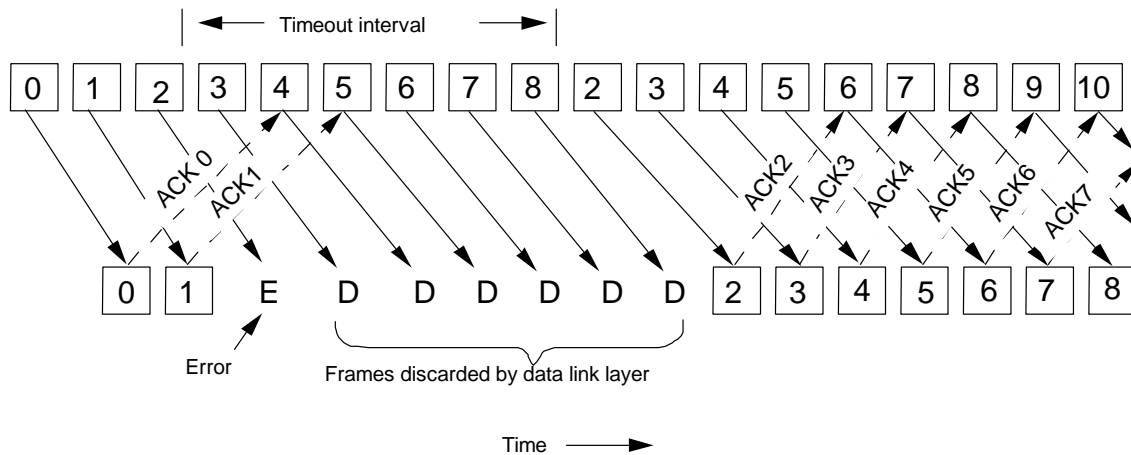 Timeout interval
0 1 2 3 4 5 6 7 8 2 3 4 5 6 7 8 9 10
ACK 0 ACK1 ACK2 ACK3 ACK4 ACK5 ACK6 ACK7
0 1 E D D D D D D 2 3 4 5 6 7 8
Error
Frames discarded by data link layer
Time